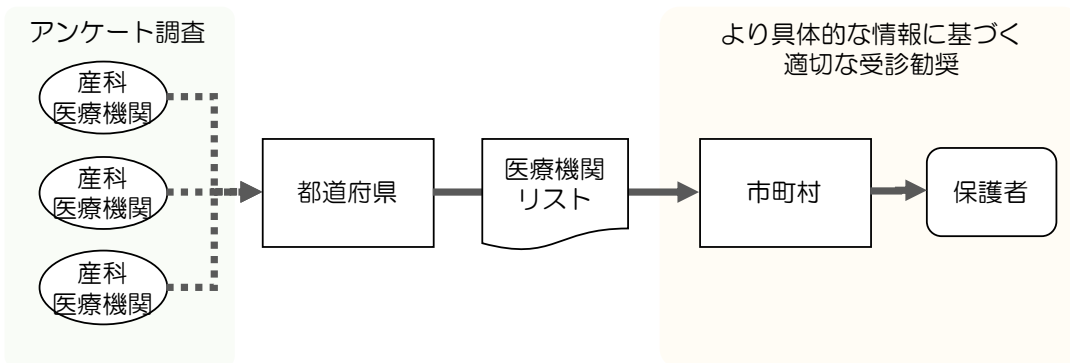 アンケート調査
産科
医療機関
産科
医療機関
産科
医療機関
都道府県
医療機関
リスト
より具体的な情報に基づく
適切な受診勧奨
市町村
保護者